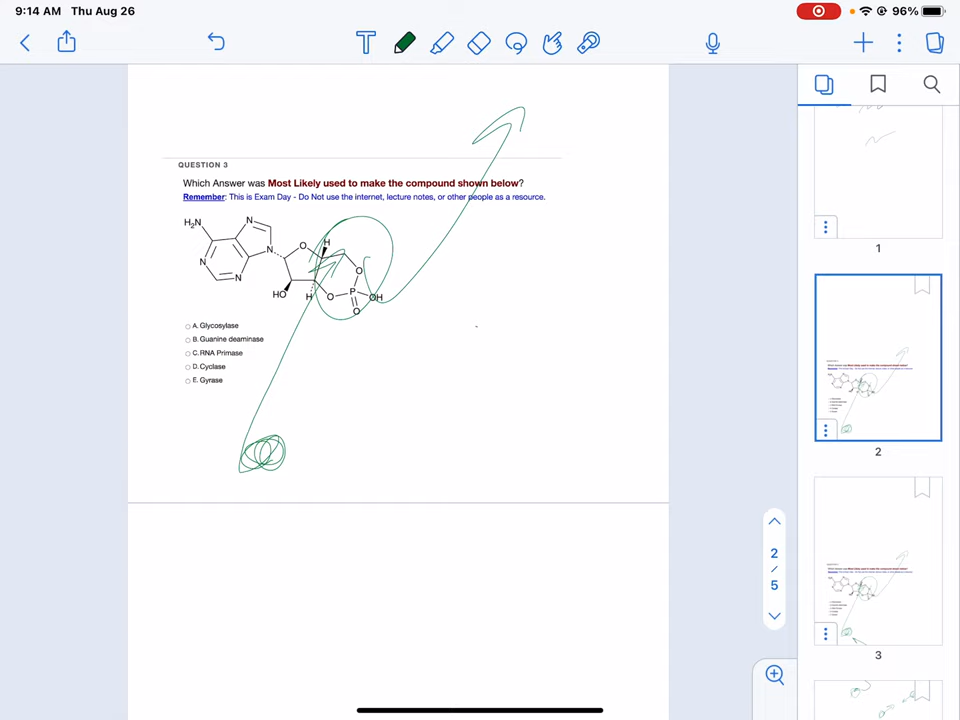 9:14 AM Thu Aug 26
96%
QUESTION 3
Which Answer was Most Likely used to make the compound shown below?
Remember: This is Exam Day - Do Not use the internet, lecture notes, or other people as a resource.
H2N
N
N
N
N
O
H
O
HO
H
O
P
OH
O
A. Glycosylase
B. Guanine deaminase
C. RNA Primase
D. Cyclase
E. Gyrase
1
2
3
2
/
5